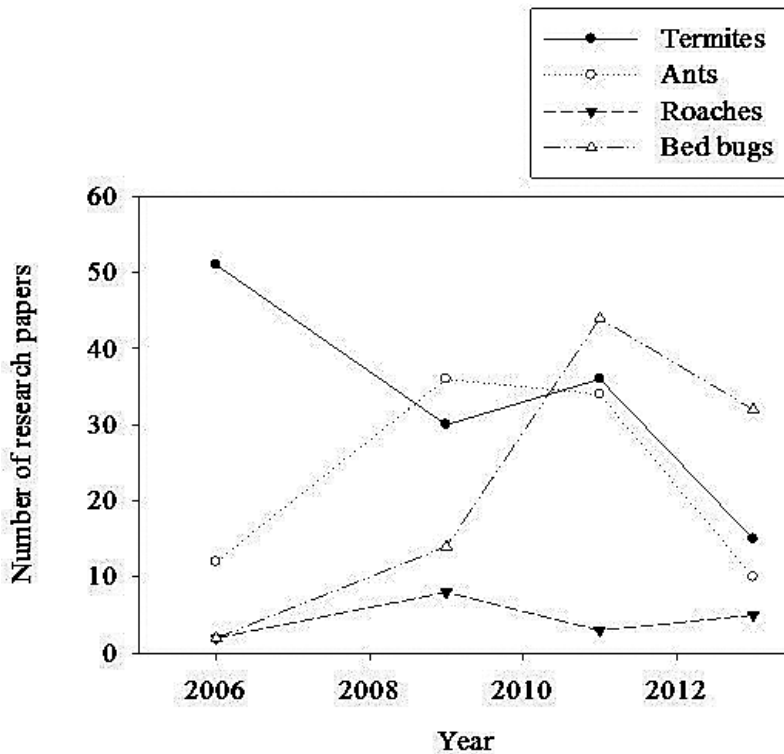 Termites
Ants
Roaches
Bed bugs
60
50
40
30
20
10
0
Number of research papers
2006 2008 2010 2012
Year